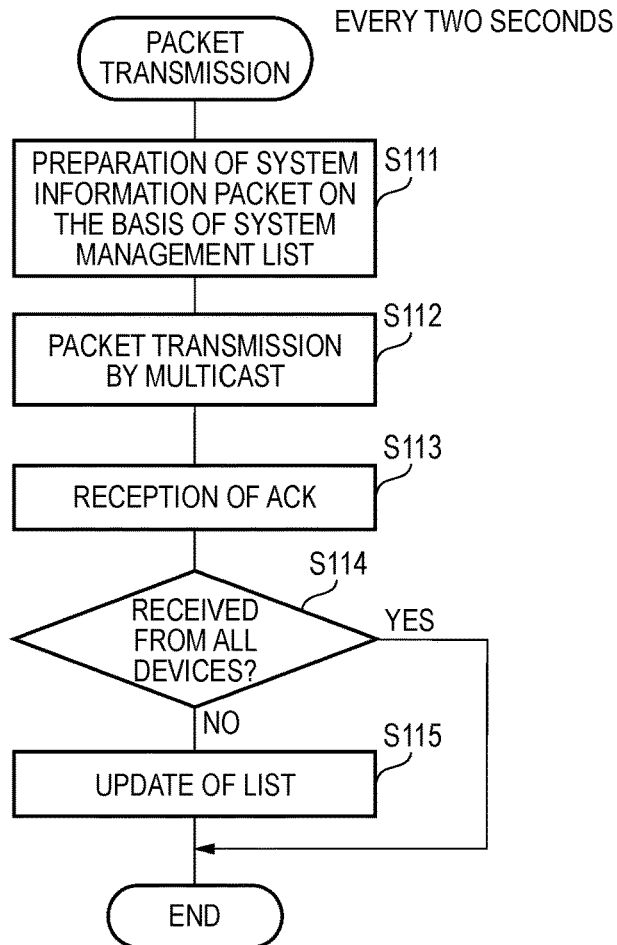 EVERY TWO SECONDS
PACKET
TRANSMISSION
PREPARATION OF SYSTEM
INFORMATION PACKET ON
THE BASIS OF SYSTEM
MANAGEMENT LIST
S111
PACKET TRANSMISSION
BY MULTICAST
S112
RECEPTION OF ACK
S113
S114
RECEIVED
FROM ALL
DEVICES?
YES
NO
UPDATE OF LIST
S115
END